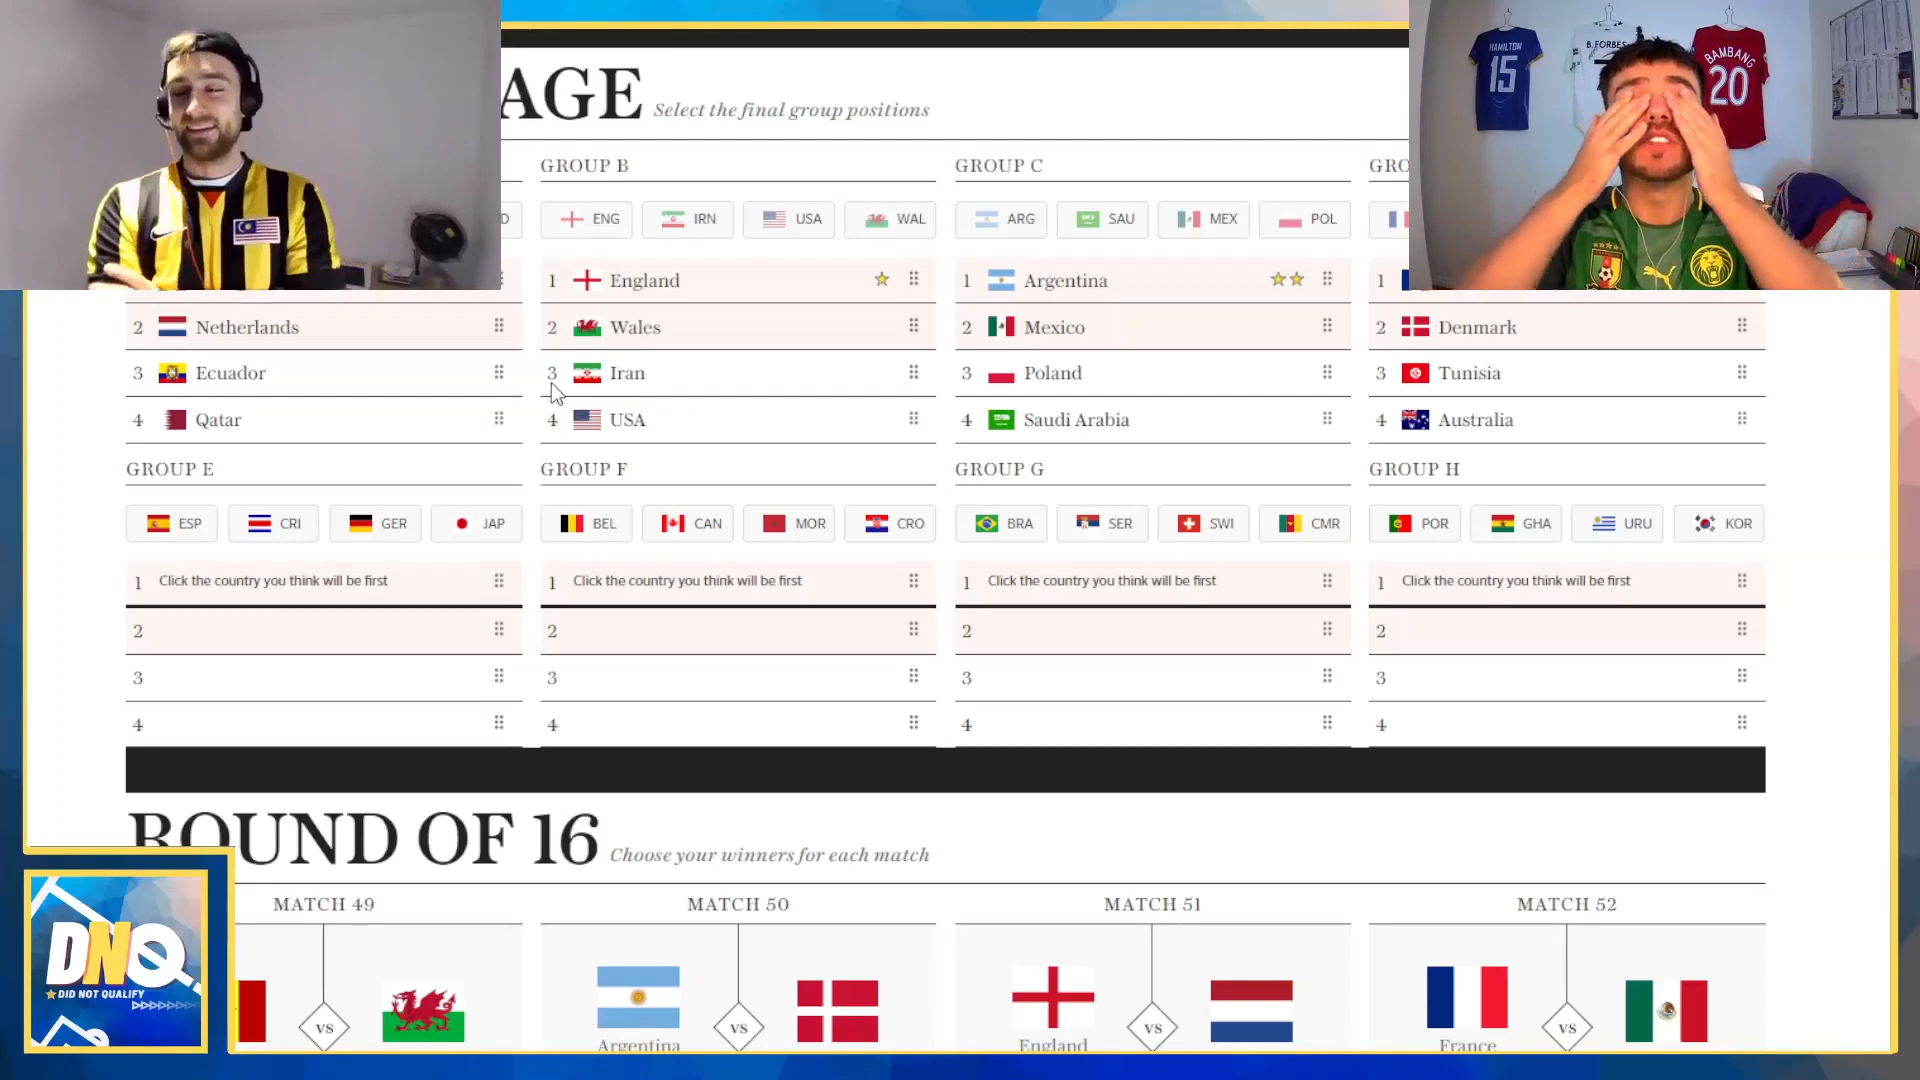 HAMILTON
15
B. FORBES
BAMBANG
20
AGE Select the final group positions
GROUP B
GROUP C
GRO
D
ENG IRN USA WAL
ARG SAU MEX POL
1 England
1 Argentina
1
2 Netherlands
2 Wales
2 Mexico
2 Denmark
3 Ecuador
3 Iran
3 Poland
3 Tunisia
4 Qatar
4 USA
4 Saudi Arabia
4 Australia
GROUP E
GROUP F
GROUP G
GROUP H
ESP CRI GER JAP
BEL CAN MOR CRO
BRA SER SWI CMR
POR GHA URU KOR
1 Click the country you think will be first
1 Click the country you think will be first
1 Click the country you think will be first
1 Click the country you think will be first
2
2
2
2
3
3
3
3
4
4
4
4
ROUND OF 16 Choose your winners for each match
MATCH 49
MATCH 50
MATCH 51
MATCH 52
VS
VS
VS
VS
Argentina
England
France
DNQ
DID NOT QUALIFY